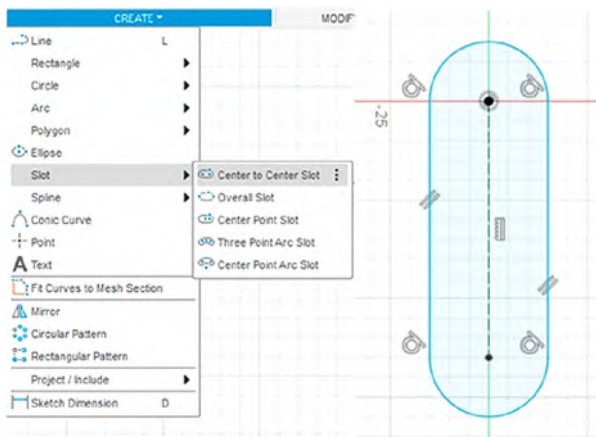 CREATE
MODIF
Line L
Rectangle
Circle
Arc
Polygon
Ellipse
Slot
Spline
Conic Curve
Point
A Text
Fit Curves to Mesh Section
Mirror
Circular Pattern
Rectangular Pattern
Project / Include
Sketch Dimension D
Center to Center Slot
Overall Slot
Center Point Slot
Three Point Arc Slot
Center Point Arc Slot
-25